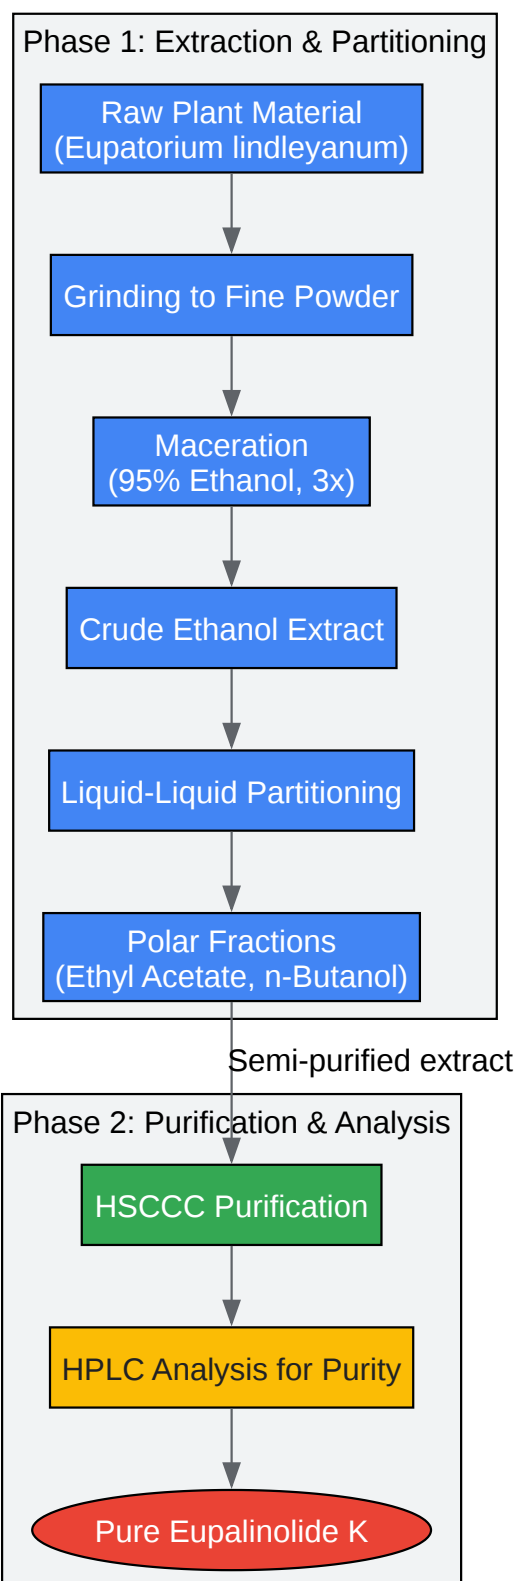 Phase 1: Extraction & Partitioning
Raw Plant Material
(Eupatorium lindleyanum)
Grinding to Fine Powder
Maceration
(95% Ethanol, 3x)
Crude Ethanol Extract
Liquid-Liquid Partitioning
Polar Fractions
(Ethyl Acetate, n-Butanol)
Semi-purified extract
Phase 2: Purification & Analysis
HSCCC Purification
HPLC Analysis for Purity
Pure Eupalinolide K